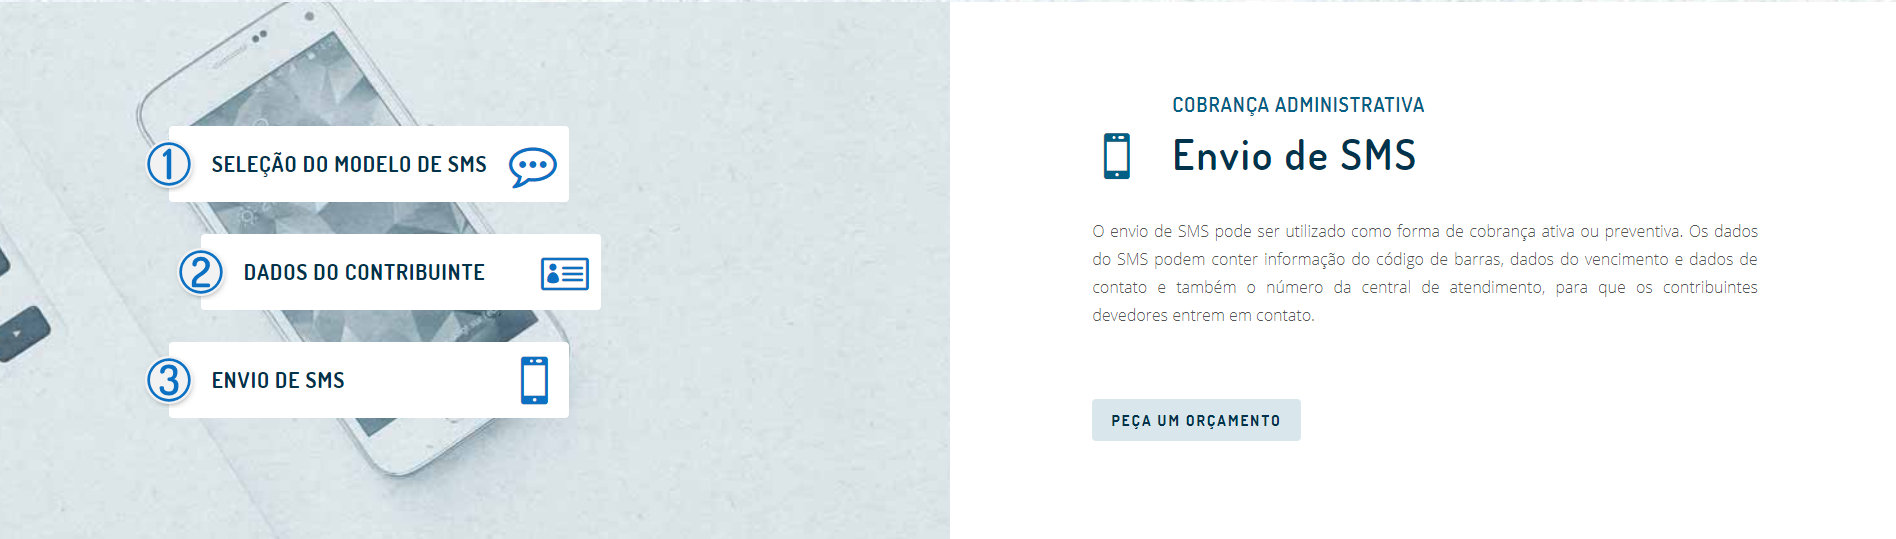 1 SELEÇÃO DO MODELO DE SMS
2 DADOS DO CONTRIBUINTE
3 ENVIO DE SMS
COBRANÇA ADMINISTRATIVA
Envio de SMS
O envio de SMS pode ser utilizado como forma de cobrança ativa ou preventiva. Os dados
do SMS podem conter informação do código de barras, dados do vencimento e dados de
contato e também o número da central de atendimento, para que os contribuintes
devedores entrem em contato.
PEÇA UM ORÇAMENTO